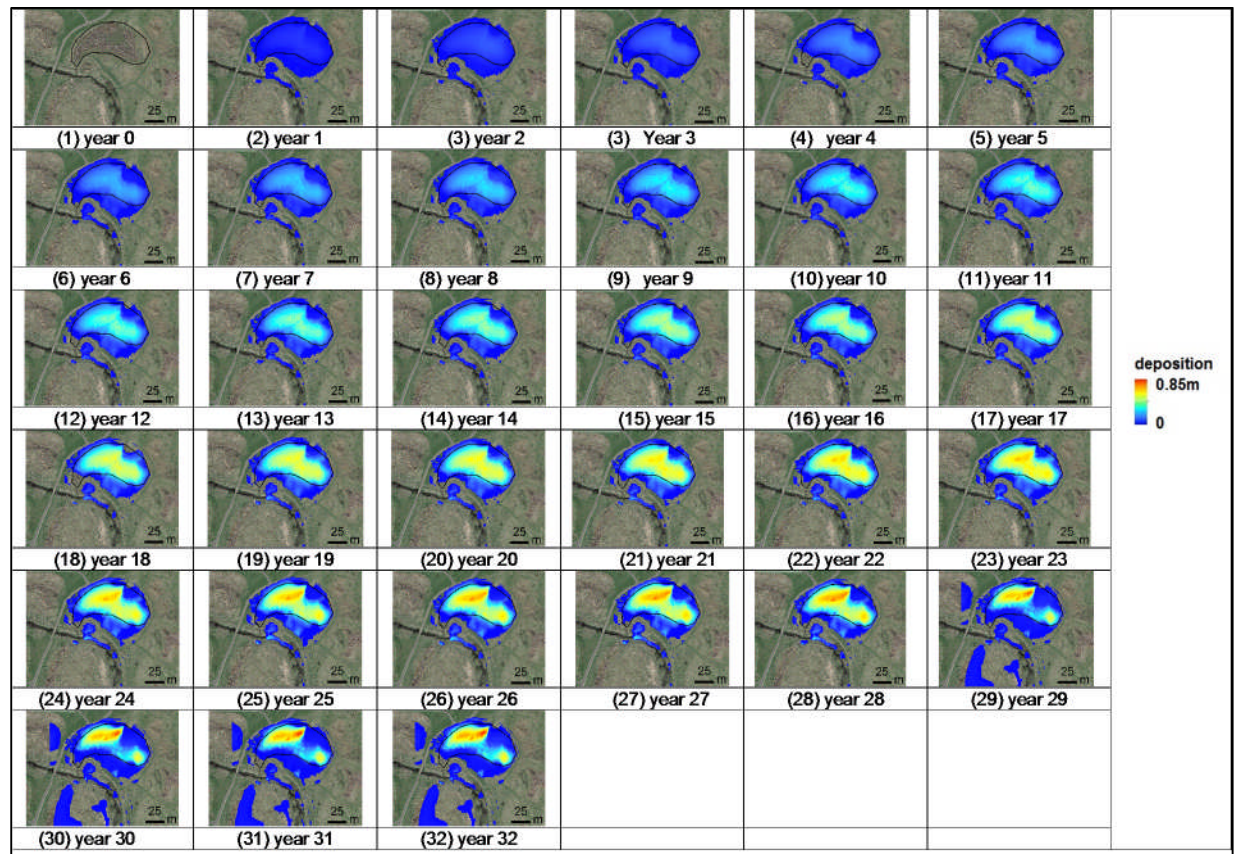 25 m 25 m 25 m 25 m 25 m 25 m
(1) year 0 (2) year 1 (3) year 2 (3) Year 3 (4) year 4 (5) year 5
25 m 25 m 25 m 25 m 25 m 25 m
(6) year 6 (7) year 7 (8) year 8 (9) year 9 (10) year 10 (11) year 11
25 m 25 m 25 m 25 m 25 m 25 m
(12) year 12 (13) year 13 (14) year 14 (15) year 15 (16) year 16 (17) year 17
deposition
0.85m
0
25 m 25 m 25 m 25 m 25 m 25 m
(18) year 18 (19) year 19 (20) year 20 (21) year 21 (22) year 22 (23) year 23
25 m 25 m 25 m 25 m 25 m 25 m
(24) year 24 (25) year 25 (26) year 26 (27) year 27 (28) year 28 (29) year 29
25 m 25 m 25 m
(30) year 30 (31) year 31 (32) year 32